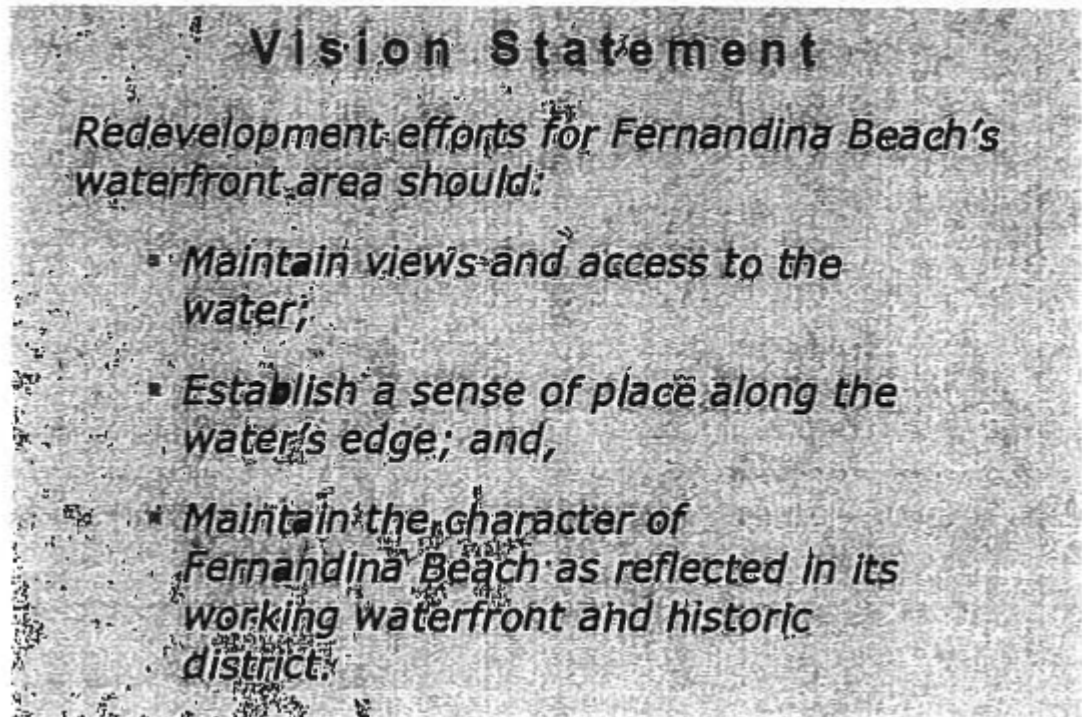 Vision Statement
Redevelopment efforts for Fernandina Beach's
waterfront area should:
▪ Maintain views and access to the
water;
▪ Establish a sense of place along the
water's edge; and,
▪ Maintain the character of
Fernandina Beach as reflected in its
working waterfront and historic
district.